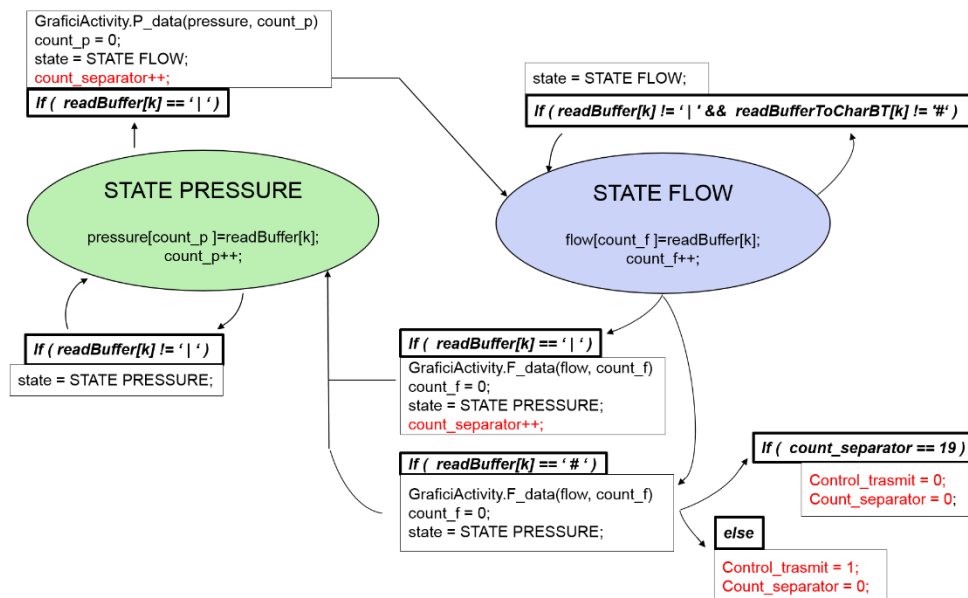 GraficiActivity.P_data(pressure, count_p)
count_p = 0;
state = STATE FLOW;
count_separator++;
If ( readBuffer[k] == ‘ | ‘ )
STATE PRESSURE
pressure[count_p ]=readBuffer[k];
count_p++;
If ( readBuffer[k] != ‘ | ‘ )
state = STATE PRESSURE;
state = STATE FLOW;
If ( readBuffer[k] != ‘ | ' && readBufferToCharBT[k] != '#‘ )
STATE FLOW
flow[count_f ]=readBuffer[k];
count_f++;
If ( readBuffer[k] == ‘ | ‘ )
GraficiActivity.F_data(flow, count_f)
count_f = 0;
state = STATE PRESSURE;
count_separator++;
If ( readBuffer[k] == ‘ # ‘ )
GraficiActivity.F_data(flow, count_f)
count_f = 0;
state = STATE PRESSURE;
If ( count_separator == 19 )
Control_trasmit = 0;
Count_separator = 0;
else
Control_trasmit = 1;
Count_separator = 0;